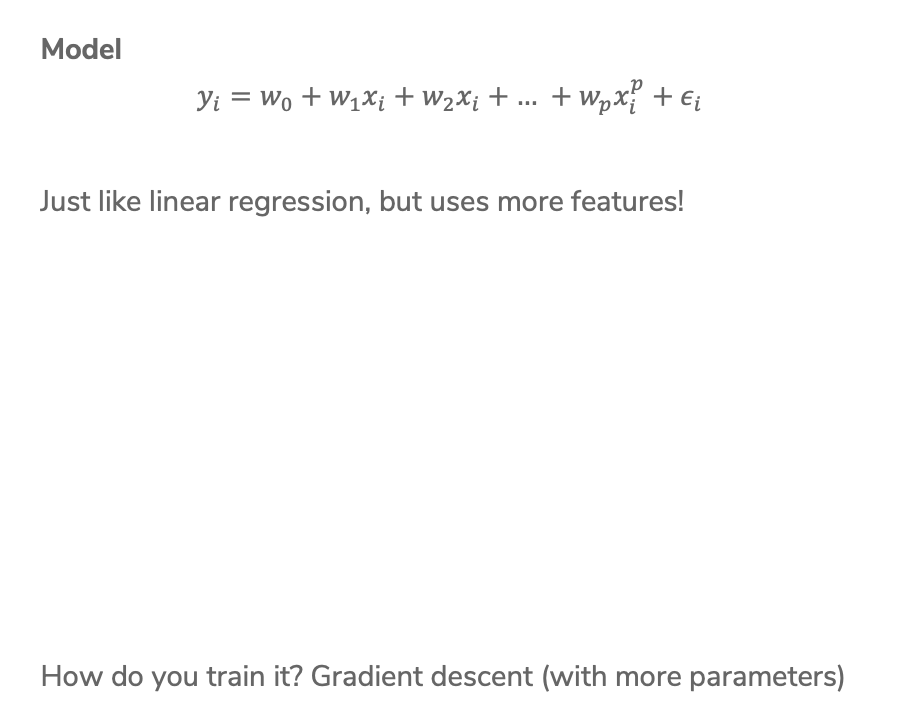 Model
yᵢ = w₀ + w₁xᵢ + w₂xᵢ + … + wₚxᵢᵖ + ϵᵢ
Just like linear regression, but uses more features!
How do you train it? Gradient descent (with more parameters)